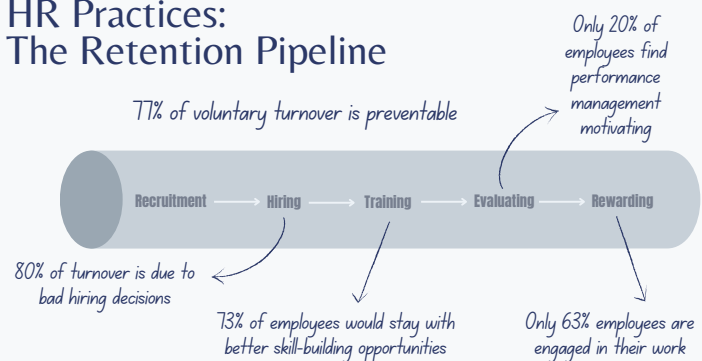 HR Practices:
The Retention Pipeline
Only 20% of
employees find
performance
management
motivating
77% of voluntary turnover is preventable
Recruitment
Hiring
Training
Evaluating
Rewarding
80% of turnover is due to
bad hiring decisions
73% of employees would stay with
better skill-building opportunities
Only 63% employees are
engaged in their work